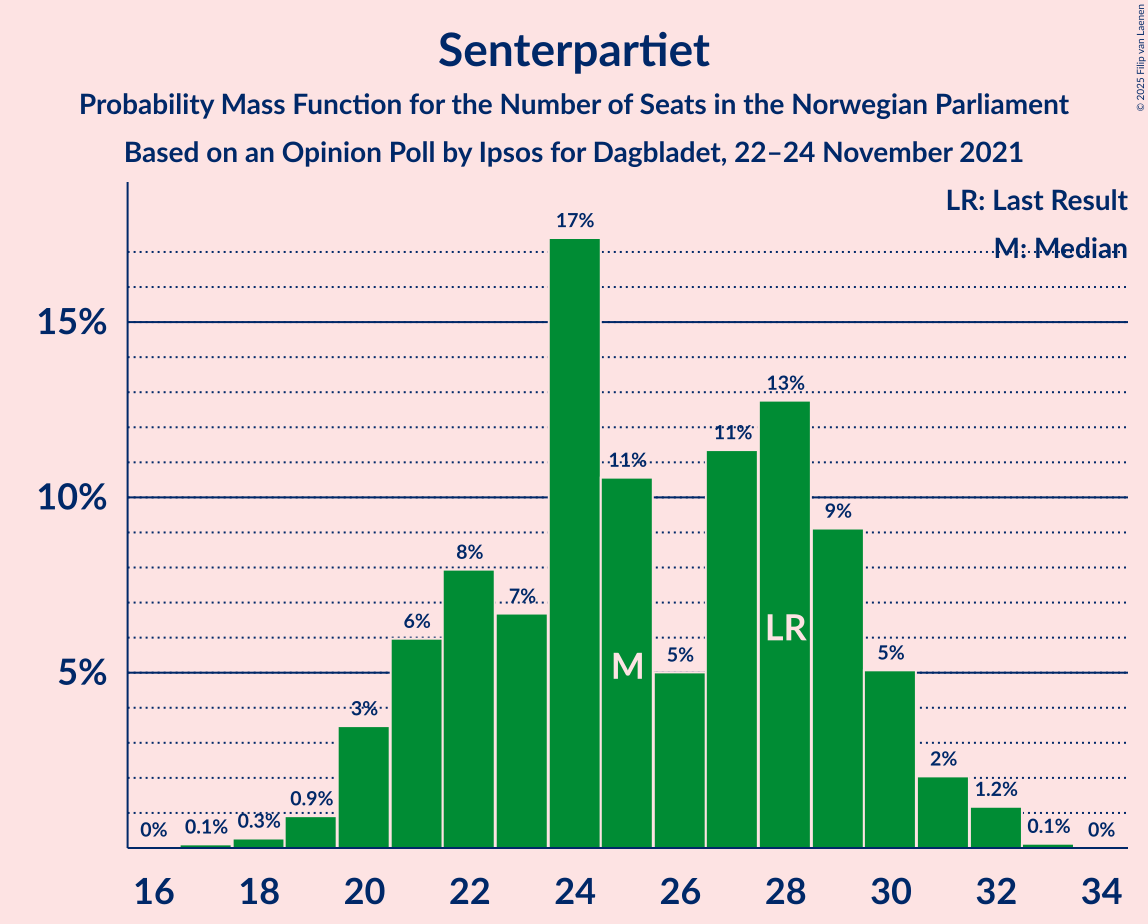 Senterpartiet
Probability Mass Function for the Number of Seats in the Norwegian Parliament
Based on an Opinion Poll by Ipsos for Dagbladet, 22–24 November 2021
© 2025 Filip van Laenen
LR: Last Result
M: Median
15%
10%
5%
0%
0.1%
0.3%
0.9%
3%
6%
8%
7%
17%
11%
5%
11%
13%
9%
5%
2%
1.2%
0.1%
0%
M
LR
16 18 20 22 24 26 28 30 32 34